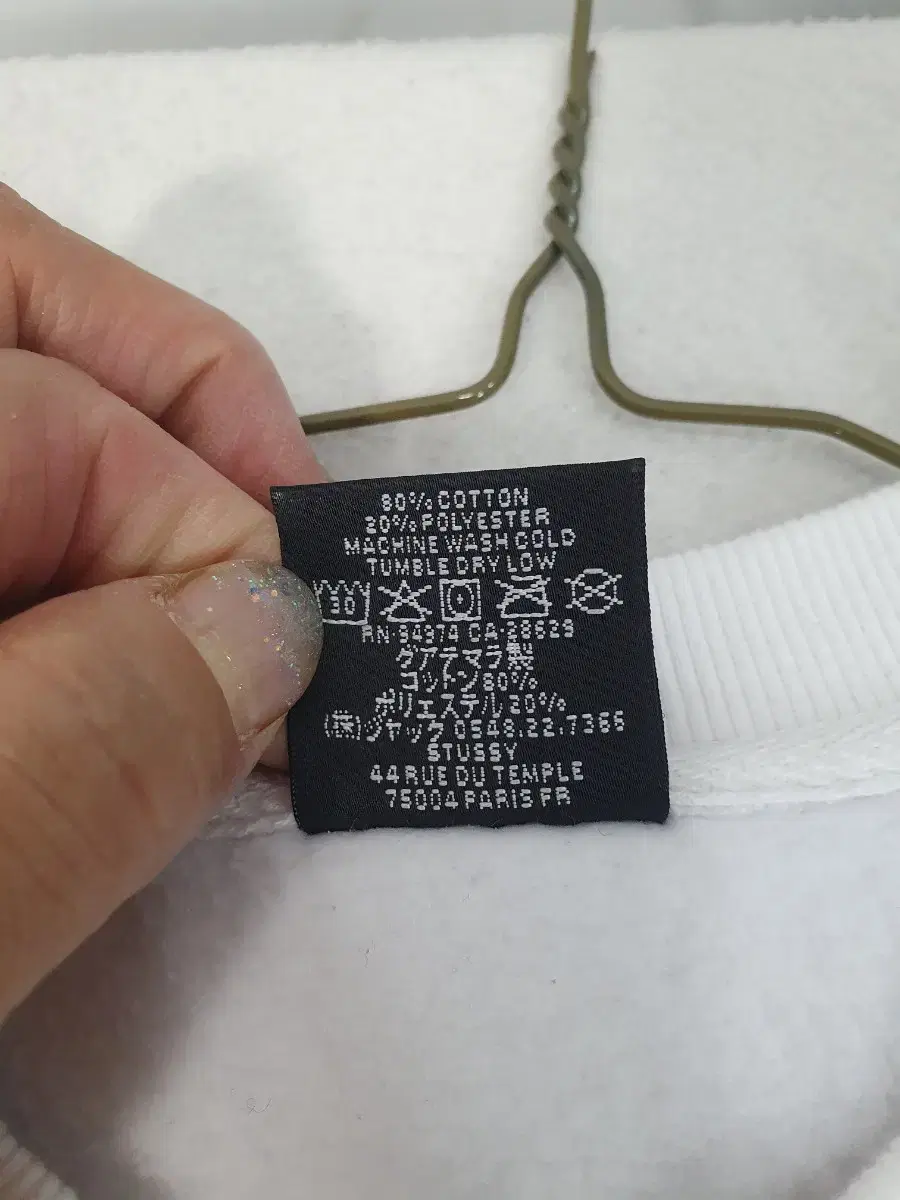 80% COTTON
20% POLYESTER
MACHINE WASH COLD
TUMBLE DRY LOW
30
RN 94974 CA 28629
グアテマラ製
コットン80%
ポリエステル20%
(株)ジャック 0548.22.7366
STUSSY
44 RUE DU TEMPLE
75004 PARIS FR